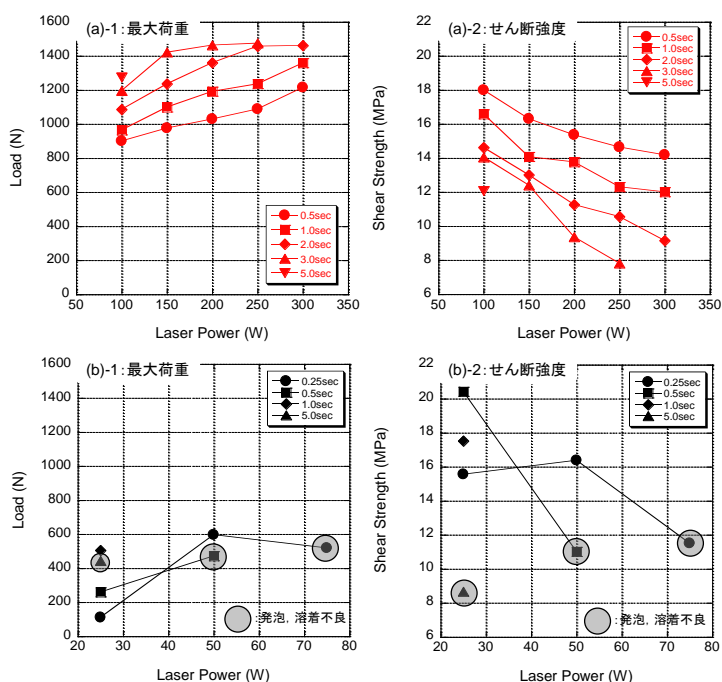 (a)-1：最大荷重
1600
1400
1200
1000
800
600
400
200
0
Load (N)
0.5sec
1.0sec
2.0sec
3.0sec
5.0sec
50 100 150 200 250 300 350
Laser Power (W)
(a)-2：せん断強度
22
20
18
16
14
12
10
8
6
Shear Strength (MPa)
0.5sec
1.0sec
2.0sec
3.0sec
5.0sec
50 100 150 200 250 300 350
Laser Power (W)
(b)-1：最大荷重
1600
1400
1200
1000
800
600
400
200
0
Load (N)
0.25sec
0.5sec
1.0sec
5.0sec
：発泡，溶着不良
20 30 40 50 60 70 80
Laser Power (W)
(b)-2：せん断強度
22
20
18
16
14
12
10
8
6
Shear Strength (MPa)
0.25sec
0.5sec
1.0sec
5.0sec
：発泡，溶着不良
20 30 40 50 60 70 80
Laser Power (W)